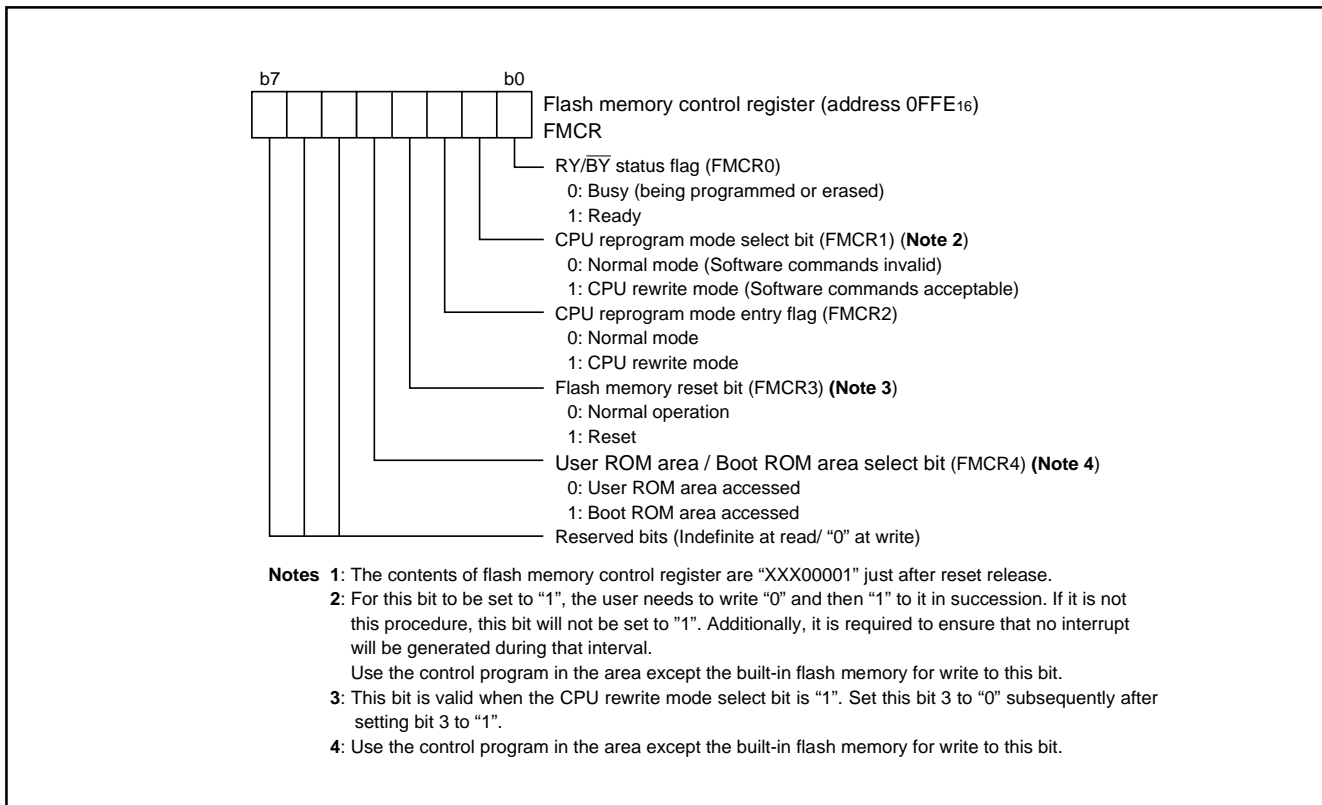 b7 b0
Flash memory control register (address 0FFE16)
FMCR
RY/BY status flag (FMCR0)
0: Busy (being programmed or erased)
1: Ready
CPU reprogram mode select bit (FMCR1) (Note 2)
0: Normal mode (Software commands invalid)
1: CPU rewrite mode (Software commands acceptable)
CPU reprogram mode entry flag (FMCR2)
0: Normal mode
1: CPU rewrite mode
Flash memory reset bit (FMCR3) (Note 3)
0: Normal operation
1: Reset
User ROM area / Boot ROM area select bit (FMCR4) (Note 4)
0: User ROM area accessed
1: Boot ROM area accessed
Reserved bits (Indefinite at read/ “0” at write)
Notes 1: The contents of flash memory control register are “XXX00001” just after reset release.
2: For this bit to be set to “1”, the user needs to write “0” and then “1” to it in succession. If it is not
this procedure, this bit will not be set to ”1”. Additionally, it is required to ensure that no interrupt
will be generated during that interval.
Use the control program in the area except the built-in flash memory for write to this bit.
3: This bit is valid when the CPU rewrite mode select bit is “1”. Set this bit 3 to “0” subsequently after
setting bit 3 to “1”.
4: Use the control program in the area except the built-in flash memory for write to this bit.